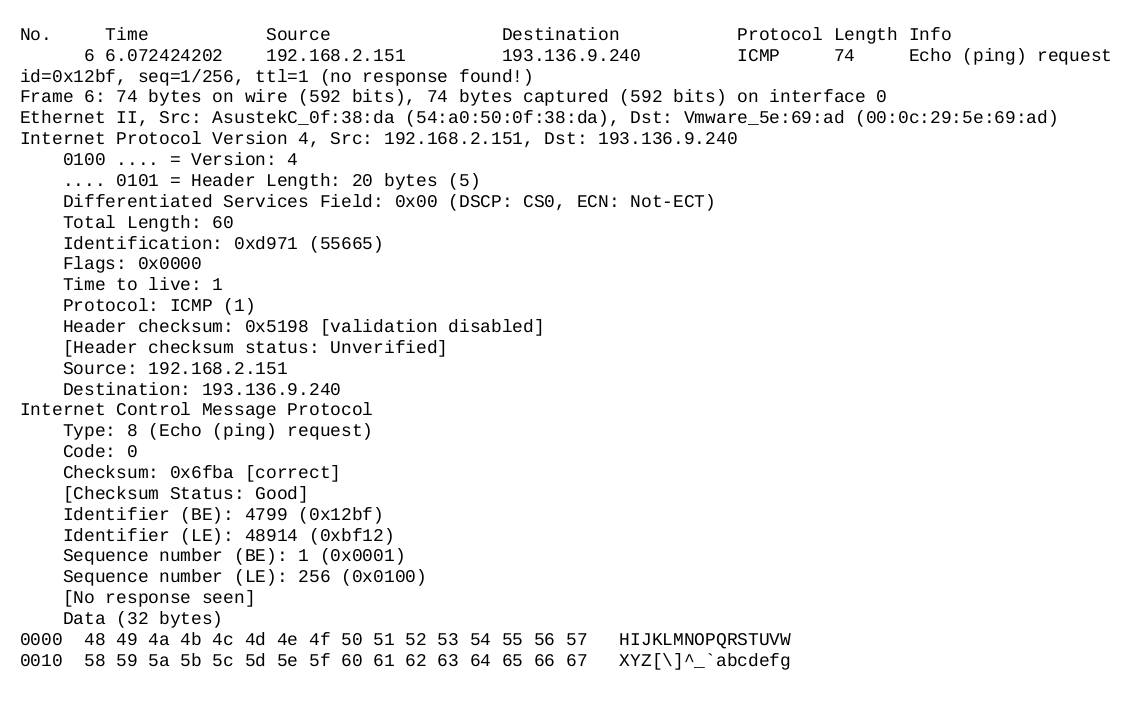 No.     Time           Source                Destination           Protocol Length Info
      6 6.072424202    192.168.2.151         193.136.9.240         ICMP     74     Echo (ping) request
id=0x12bf, seq=1/256, ttl=1 (no response found!)
Frame 6: 74 bytes on wire (592 bits), 74 bytes captured (592 bits) on interface 0
Ethernet II, Src: AsustekC_0f:38:da (54:a0:50:0f:38:da), Dst: Vmware_5e:69:ad (00:0c:29:5e:69:ad)
Internet Protocol Version 4, Src: 192.168.2.151, Dst: 193.136.9.240
    0100 .... = Version: 4
    .... 0101 = Header Length: 20 bytes (5)
    Differentiated Services Field: 0x00 (DSCP: CS0, ECN: Not-ECT)
    Total Length: 60
    Identification: 0xd971 (55665)
    Flags: 0x0000
    Time to live: 1
    Protocol: ICMP (1)
    Header checksum: 0x5198 [validation disabled]
    [Header checksum status: Unverified]
    Source: 192.168.2.151
    Destination: 193.136.9.240
Internet Control Message Protocol
    Type: 8 (Echo (ping) request)
    Code: 0
    Checksum: 0x6fba [correct]
    [Checksum Status: Good]
    Identifier (BE): 4799 (0x12bf)
    Identifier (LE): 48914 (0xbf12)
    Sequence number (BE): 1 (0x0001)
    Sequence number (LE): 256 (0x0100)
    [No response seen]
    Data (32 bytes)
0000  48 49 4a 4b 4c 4d 4e 4f 50 51 52 53 54 55 56 57   HIJKLMNOPQRSTUVW
0010  58 59 5a 5b 5c 5d 5e 5f 60 61 62 63 64 65 66 67   XYZ[\]^_`abcdefg